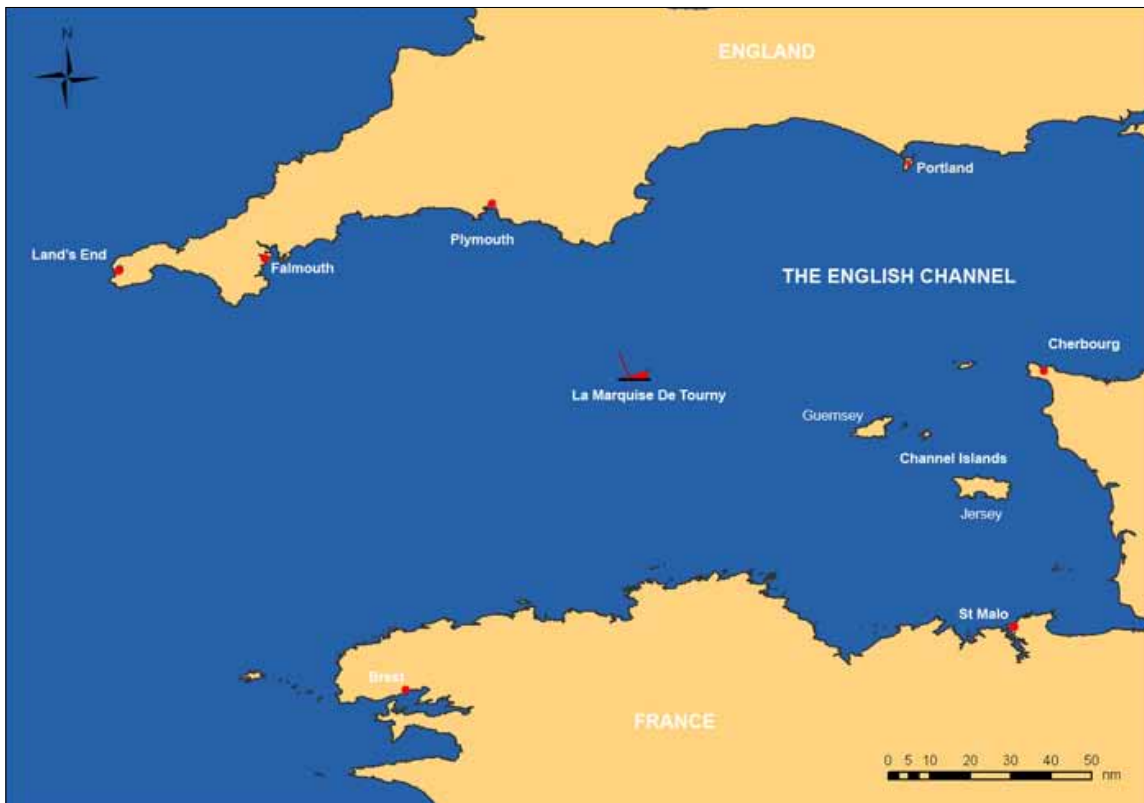 N
ENGLAND
Portland
Plymouth
Land's End
Falmouth
THE ENGLISH CHANNEL
Cherbourg
La Marquise De Tourny
Guernsey
Channel Islands
Jersey
St Malo
Brest
FRANCE
0 5 10 20 30 40 50
nm